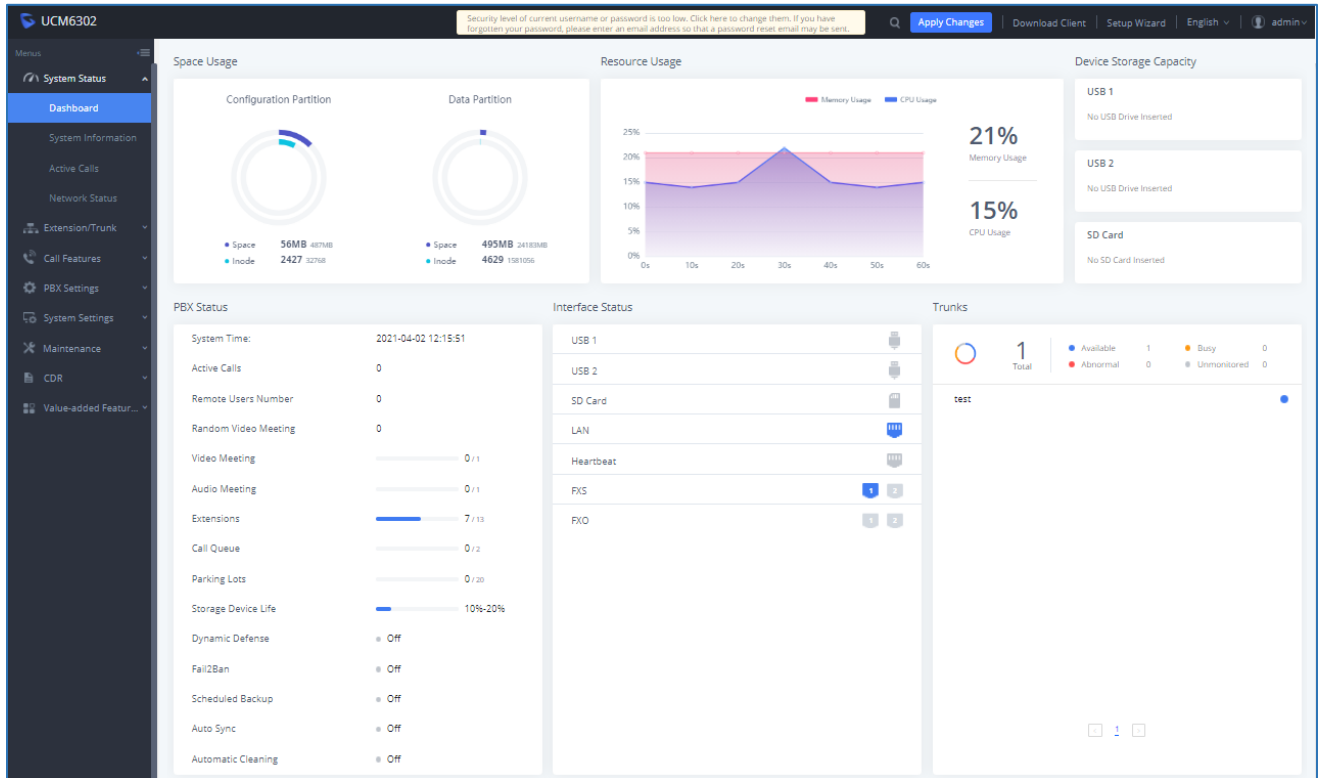 UCM6302
Security level of current username or password is too low. Click here to change them. If you have
forgotten your password, please enter an email address so that a password reset email may be sent.
Apply Changes
Download Client
Setup Wizard
English
admin
Menus
System Status
Dashboard
System Information
Active Calls
Network Status
Extension/Trunk
Call Features
PBX Settings
System Settings
Maintenance
CDR
Value-added Featur...
Space Usage
Configuration Partition
Data Partition
Space 56MB 487MB
Inode 2427 32768
Space 495MB 24183MB
Inode 4629 1581056
Resource Usage
Memory Usage CPU Usage
25%
20%
15%
10%
5%
0%
0s 10s 20s 30s 40s 50s 60s
21%
Memory Usage
15%
CPU Usage
Device Storage Capacity
USB 1
No USB Drive Inserted
USB 2
No USB Drive Inserted
SD Card
No SD Card Inserted
PBX Status
System Time: 2021-04-02 12:15:51
Active Calls 0
Remote Users Number 0
Random Video Meeting 0
Video Meeting 0 / 1
Audio Meeting 0 / 1
Extensions 7 / 13
Call Queue 0 / 2
Parking Lots 0 / 20
Storage Device Life 10%-20%
Dynamic Defense Off
Fail2Ban Off
Scheduled Backup Off
Auto Sync Off
Automatic Cleaning Off
Interface Status
USB 1
USB 2
SD Card
LAN
Heartbeat
FXS 1 2
FXO 1 2
Trunks
1
Total
Available 1 Busy 0
Abnormal 0 Unmonitored 0
test
1